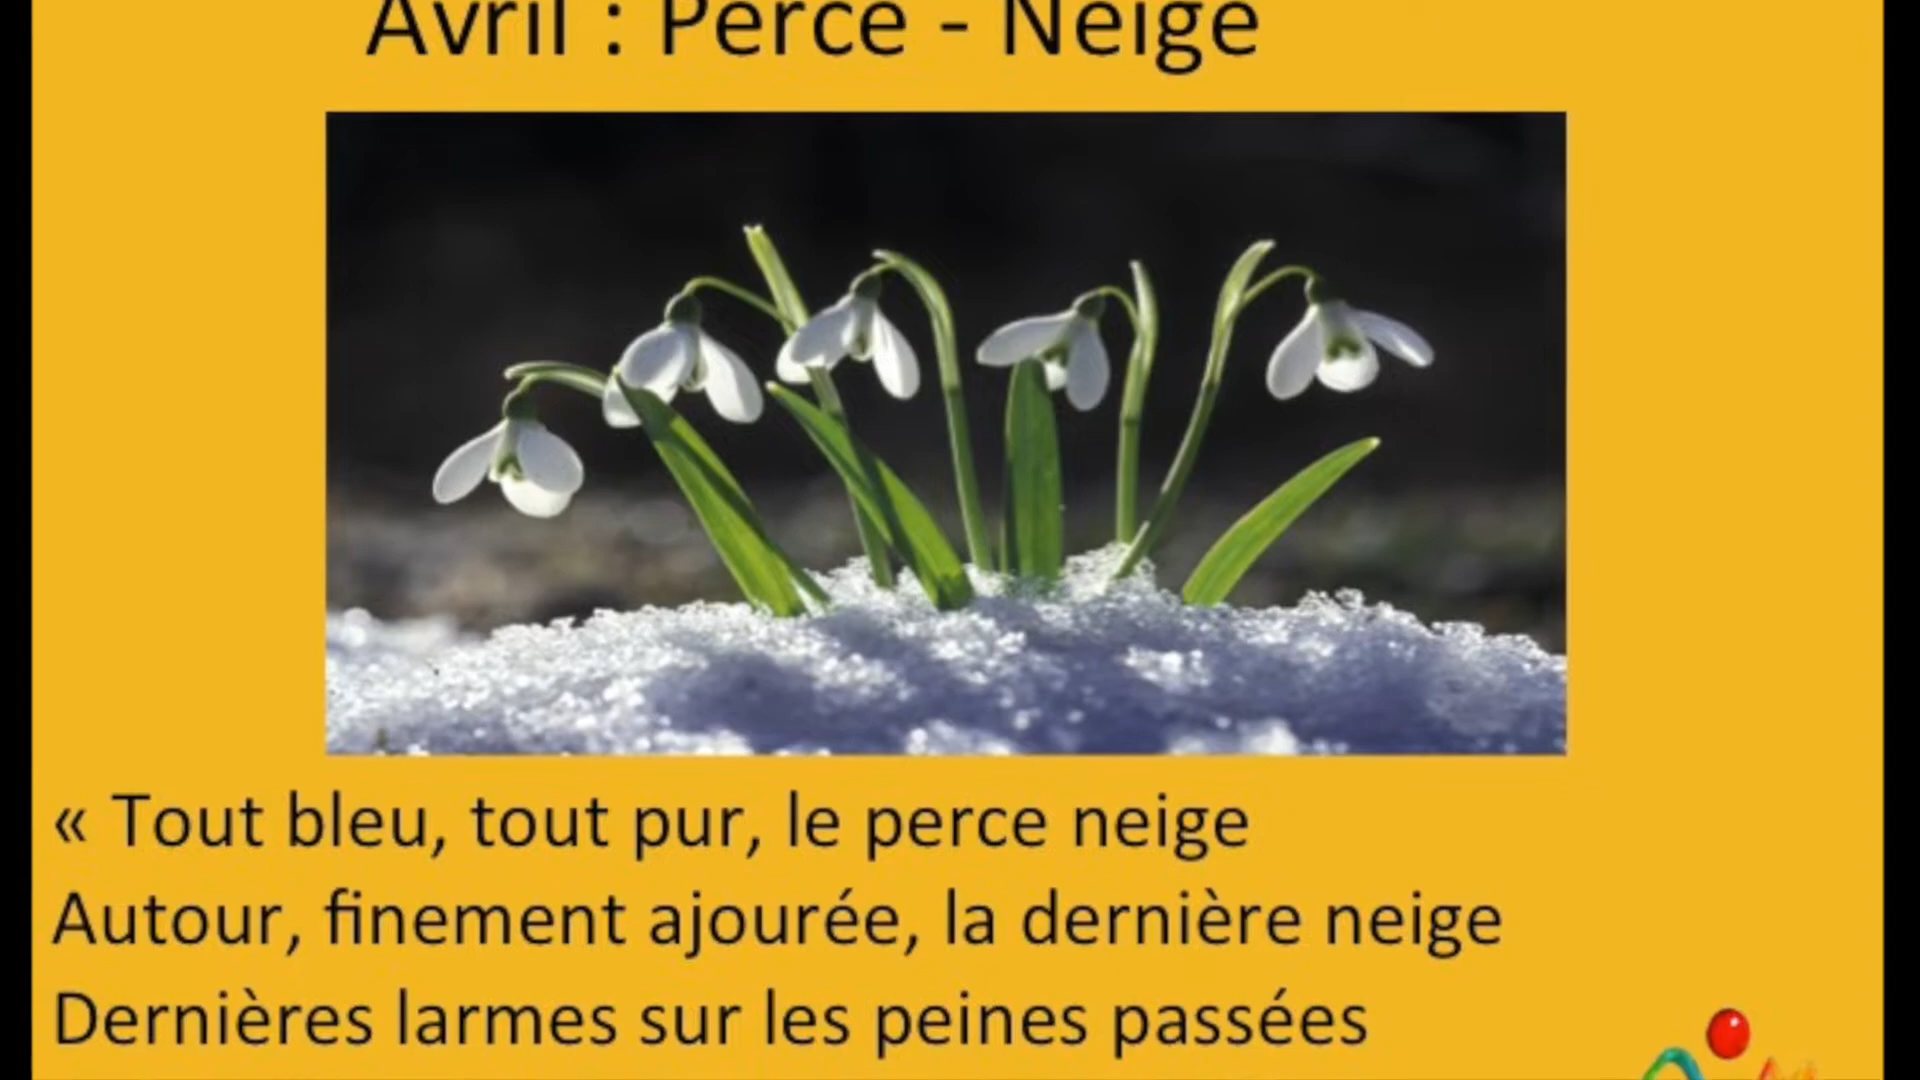 Avril : Perce - Neige
« Tout bleu, tout pur, le perce neige
Autour, finement ajourée, la dernière neige
Dernières larmes sur les peines passées